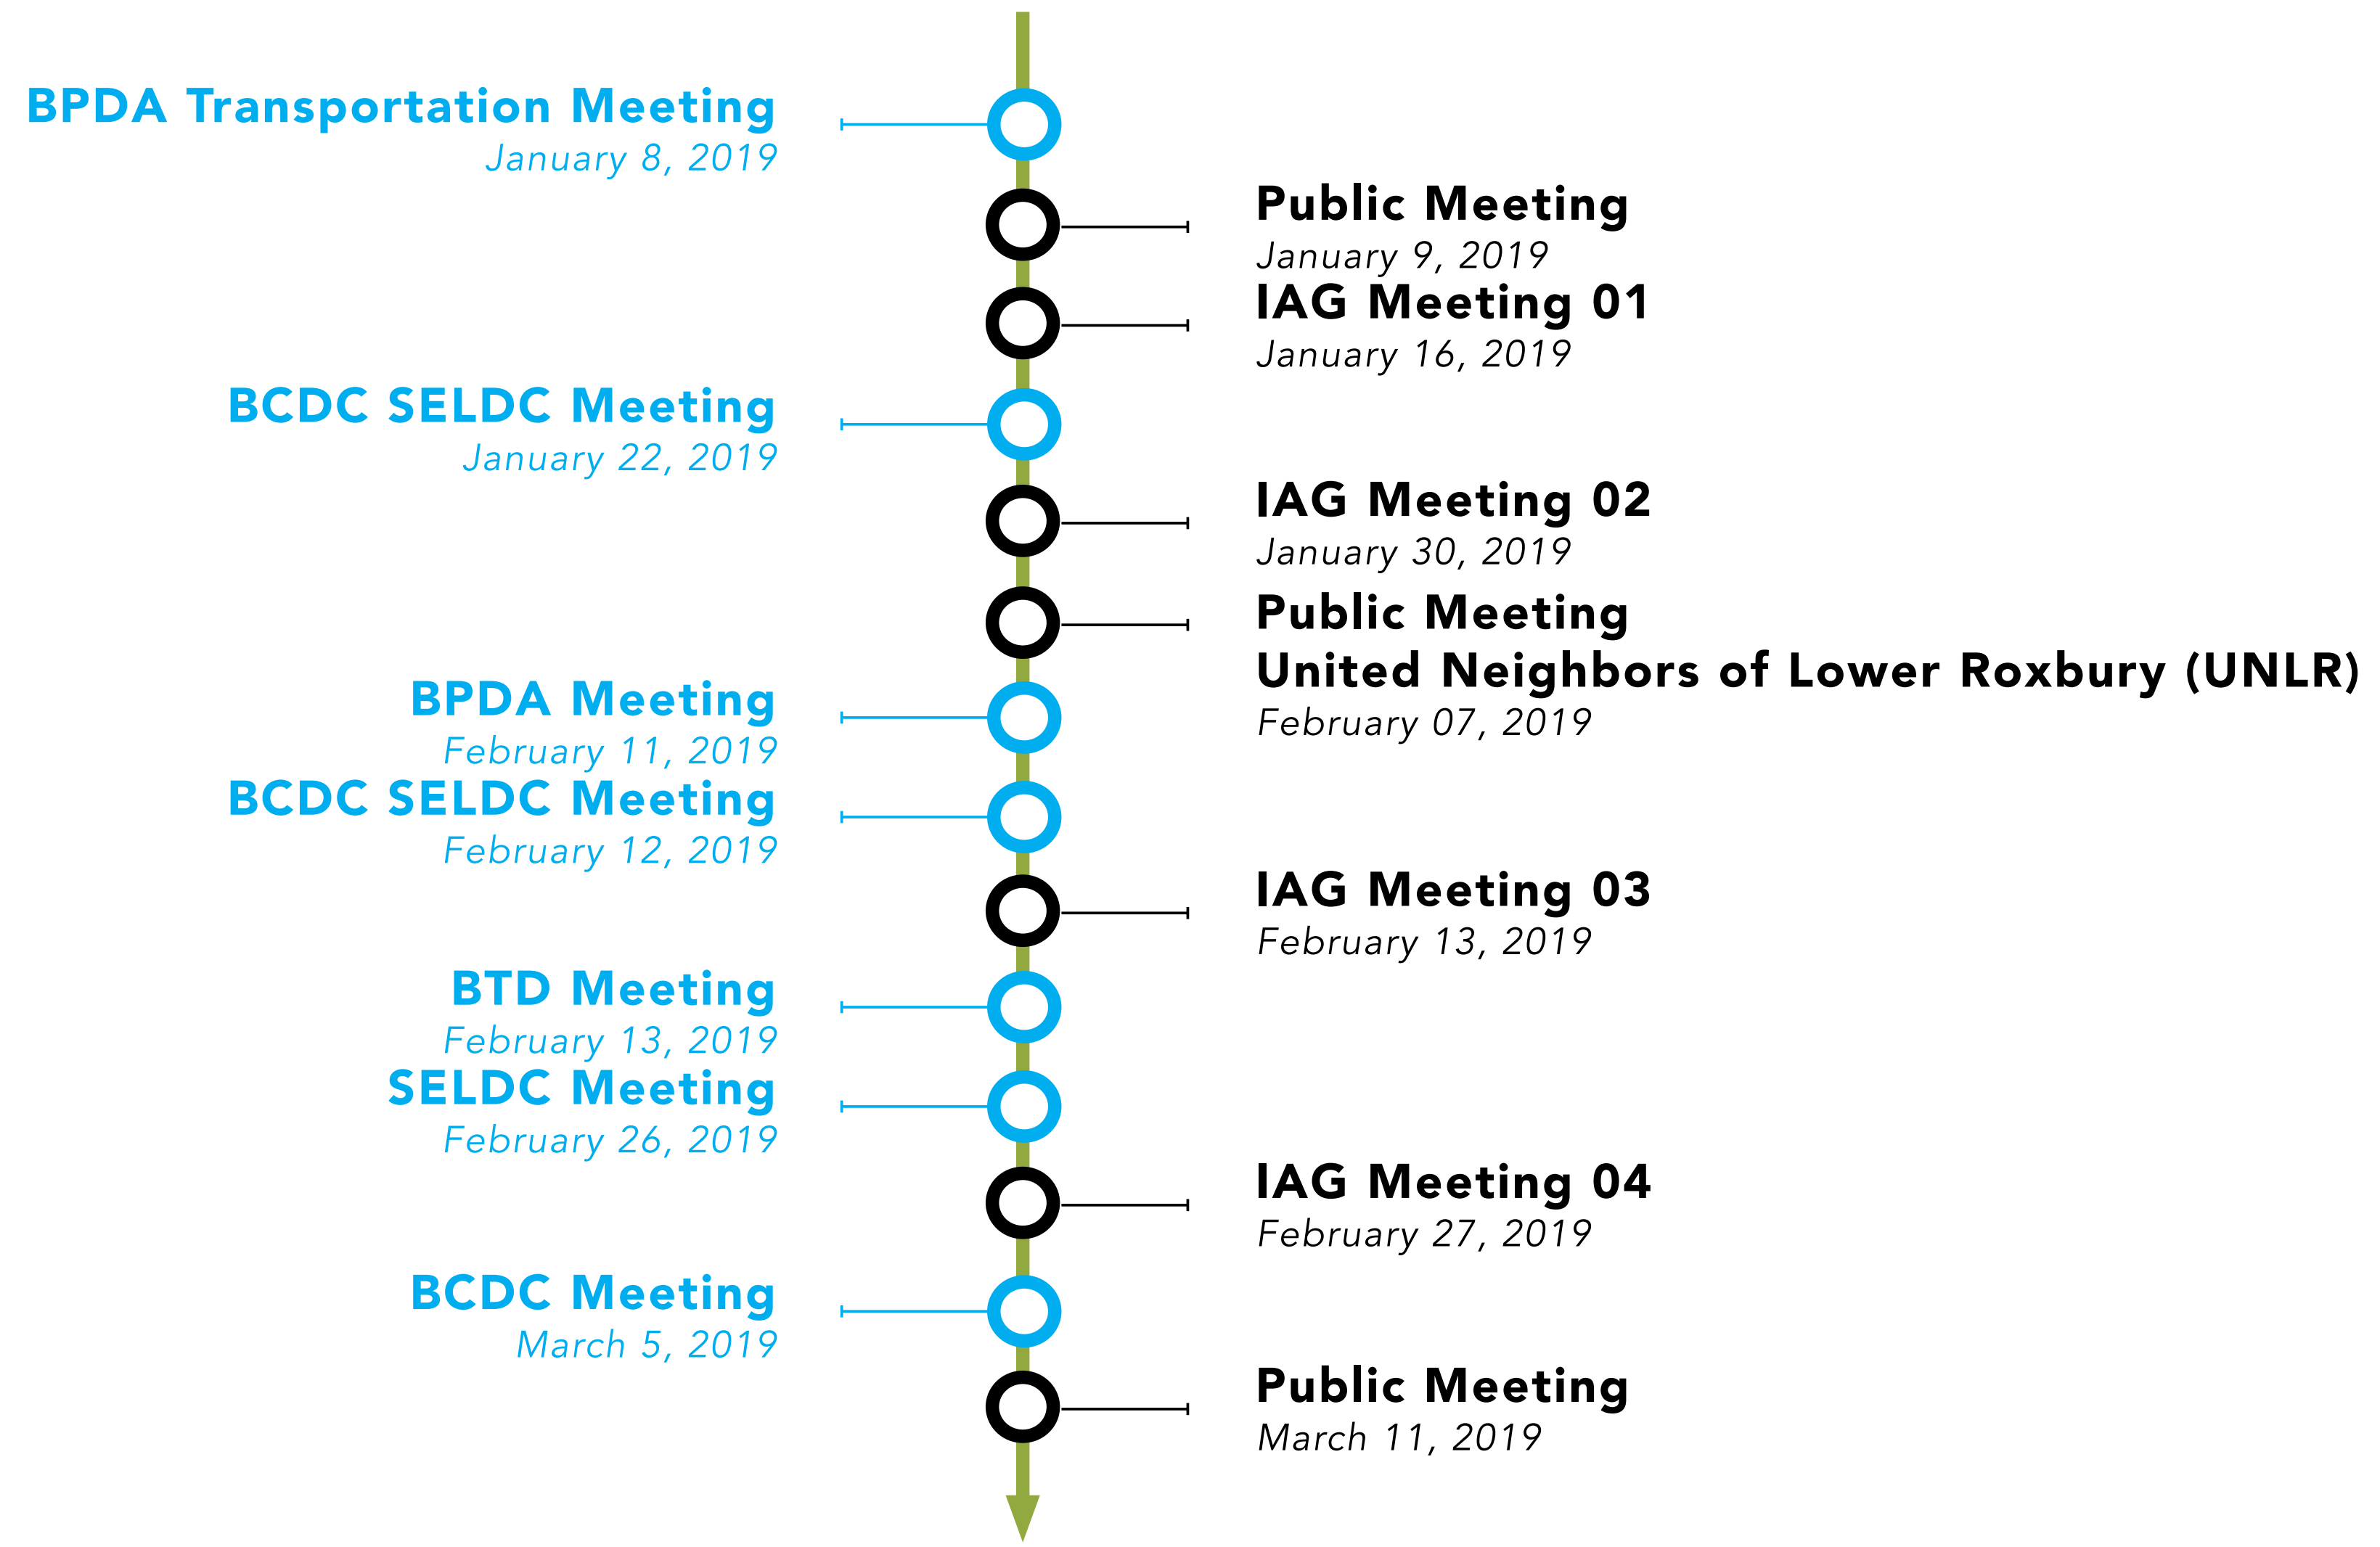 BPDA Transportation Meeting
January 8, 2019
Public Meeting
January 9, 2019
IAG Meeting 01
January 16, 2019
BCDC SELDC Meeting
January 22, 2019
IAG Meeting 02
January 30, 2019
Public Meeting
United Neighbors of Lower Roxbury (UNLR)
February 07, 2019
BPDA Meeting
February 11, 2019
BCDC SELDC Meeting
February 12, 2019
IAG Meeting 03
February 13, 2019
BTD Meeting
February 13, 2019
SELDC Meeting
February 26, 2019
IAG Meeting 04
February 27, 2019
BCDC Meeting
March 5, 2019
Public Meeting
March 11, 2019